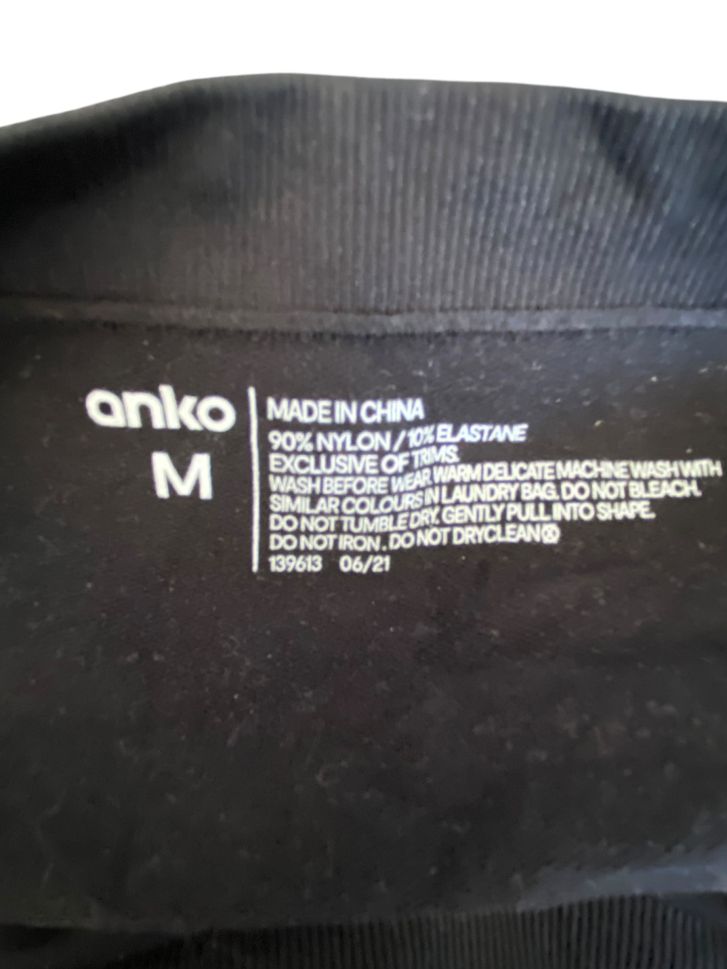 anko
M
MADE IN CHINA
90% NYLON / 10% ELASTANE
EXCLUSIVE OF TRIMS.
WASH BEFORE WEAR. WARM DELICATE MACHINE WASH WITH
SIMILAR COLOURS IN LAUNDRY BAG. DO NOT BLEACH.
DO NOT TUMBLE DRY. GENTLY PULL INTO SHAPE.
DO NOT IRON. DO NOT DRYCLEAN Ⓧ
139613 06/21